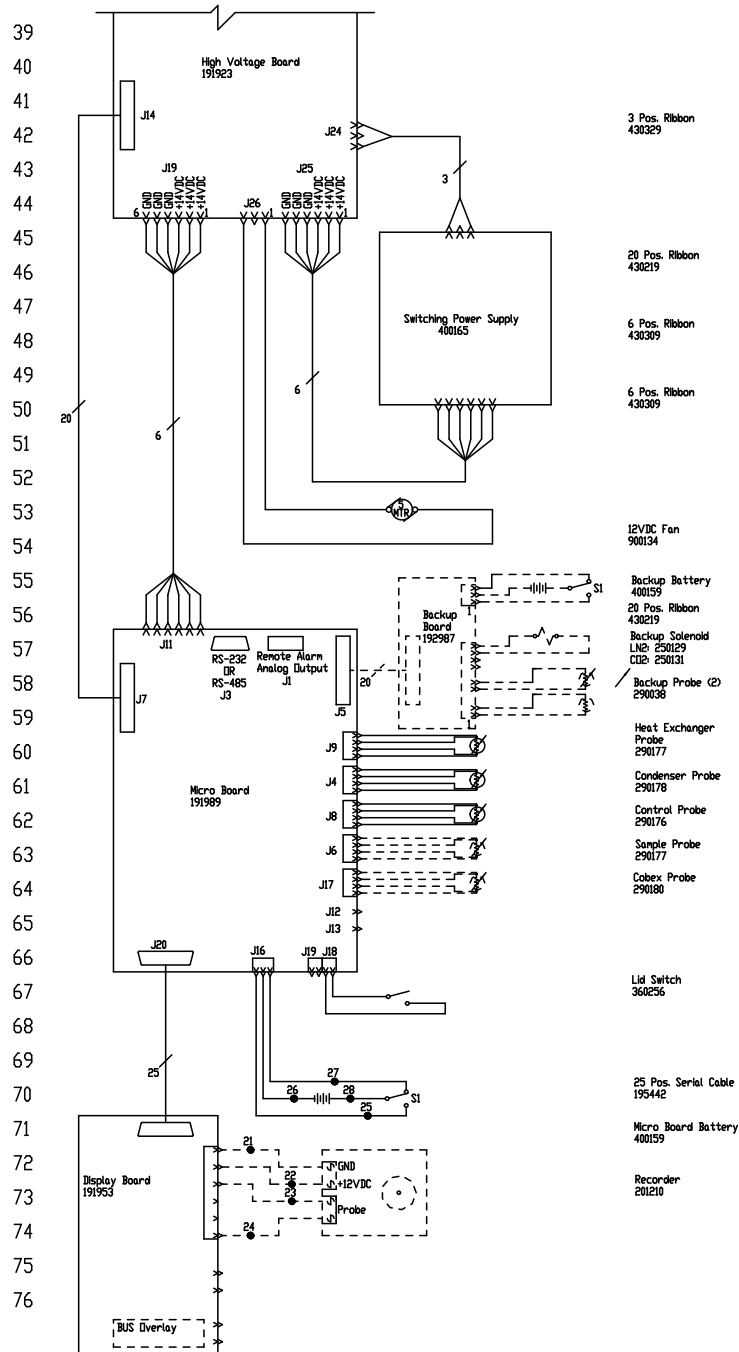 39
40
High Voltage Board
191923
41
J14
3 Pos. Ribbon
430329
42
J24
43
J19
J25
3
44
GND
GND
GND
+14VDC
+14VDC
+14VDC
J26
GND
GND
GND
+14VDC
+14VDC
+14VDC
6
1
1
1
45
20 Pos. Ribbon
430219
46
47
Switching Power Supply
400165
6 Pos. Ribbon
430309
48
49
6
6 Pos. Ribbon
430309
50
20
6
51
52
53
5
MTR
12VDC Fan
900134
54
55
Backup Battery
400159
S1
1
56
Backup
Board
192987
20 Pos. Ribbon
430219
57
J11
RS-232
OR
RS-485
J3
Remote Alarm
Analog Output
J1
Backup Solenoid
LN2: 250129
CO2: 250131
58
20
J7
J5
Backup Probe (2)
290038
59
1
60
J9
Heat Exchanger
Probe
290177
61
Micro Board
191989
J4
Condenser Probe
290178
62
J8
Control Probe
290176
63
J6
Sample Probe
290177
64
J17
Cobex Probe
290180
65
J12
J13
66
J20
J16
J19
J18
67
Lid Switch
360256
68
69
25
27
70
26
28
S1
25 Pos. Serial Cable
195442
25
71
Micro Board Battery
400159
21
72
Display Board
191953
GND
22
+12VDC
Recorder
201210
73
23
Probe
74
24
75
76
BUS Overlay